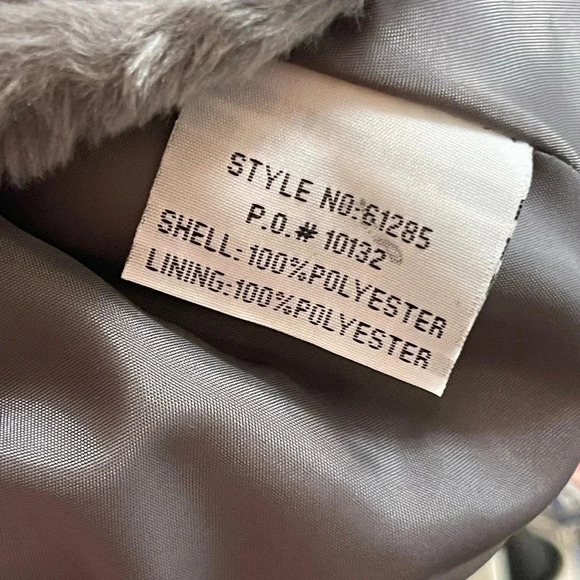 STYLE NO:61285
P.O.# 10132
SHELL:100%POLYESTER
LINING:100%POLYESTER